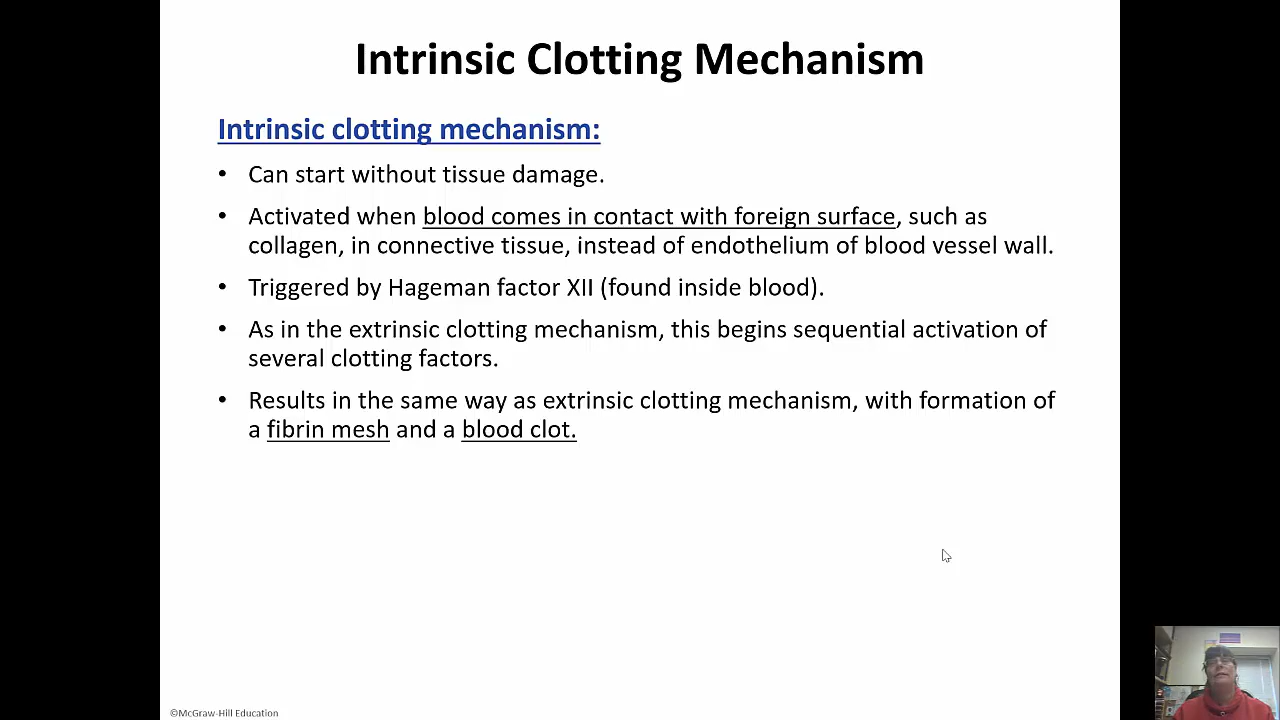 Intrinsic Clotting Mechanism
Intrinsic clotting mechanism:
• Can start without tissue damage.
• Activated when blood comes in contact with foreign surface, such as
collagen, in connective tissue, instead of endothelium of blood vessel wall.
• Triggered by Hageman factor XII (found inside blood).
• As in the extrinsic clotting mechanism, this begins sequential activation of
several clotting factors.
• Results in the same way as extrinsic clotting mechanism, with formation of
a fibrin mesh and a blood clot.
©McGraw-Hill Education